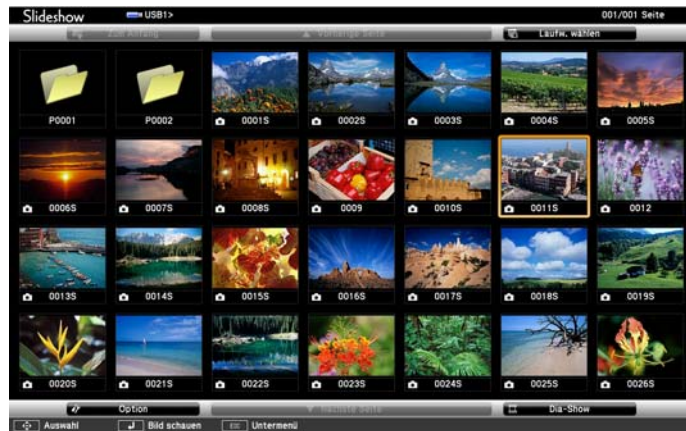 Slideshow USB1> 001/001 Seite
Zum Anfang Vorherige Seite Laufw. wählen
P0001 P0002 0001S 0002S 0003S 0004S 0005S
0006S 0007S 0008S 0009 0010S 0011S 0012
0013S 0014S 0015S 0016S 0017S 0018S 0019S
0020S 0021S 0022S 0023S 0024S 0025S 0026S
Option Nächste Seite Dia-Show
Auswahl Bild schauen Esc Untermenü